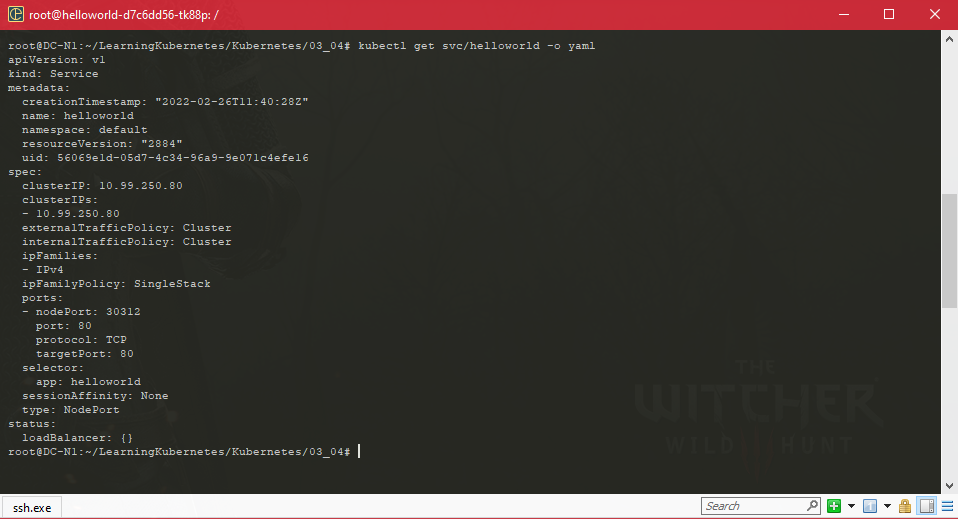 root@helloworld-d7c6dd56-tk88p: /
root@DC-N1:~/LearningKubernetes/Kubernetes/03_04# kubectl get svc/helloworld -o yaml
apiVersion: v1
kind: Service
metadata:
  creationTimestamp: "2022-02-26T11:40:28Z"
  name: helloworld
  namespace: default
  resourceVersion: "2884"
  uid: 56069e1d-05d7-4c34-96a9-9e071c4efe16
spec:
  clusterIP: 10.99.250.80
  clusterIPs:
  - 10.99.250.80
  externalTrafficPolicy: Cluster
  internalTrafficPolicy: Cluster
  ipFamilies:
  - IPv4
  ipFamilyPolicy: SingleStack
  ports:
  - nodePort: 30312
    port: 80
    protocol: TCP
    targetPort: 80
  selector:
    app: helloworld
  sessionAffinity: None
  type: NodePort
status:
  loadBalancer: {}
root@DC-N1:~/LearningKubernetes/Kubernetes/03_04#
THE
WITCHER
WILD HUNT
ssh.exe
Search